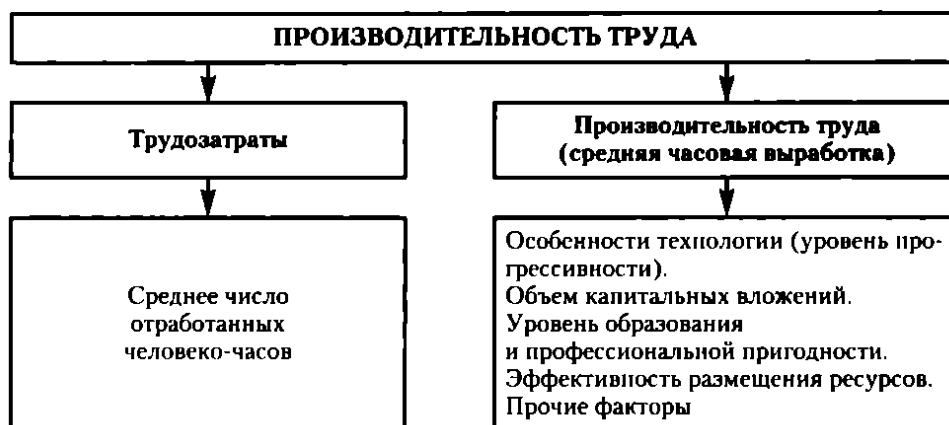 ПРОИЗВОДИТЕЛЬНОСТЬ ТРУДА
Трудозатраты
Производительность труда
(средняя часовая выработка)
Среднее число
отработанных
человеко-часов
Особенности технологии (уровень про-
грессивности).
Объем капитальных вложений.
Уровень образования
и профессиональной пригодности.
Эффективность размещения ресурсов.
Прочие факторы